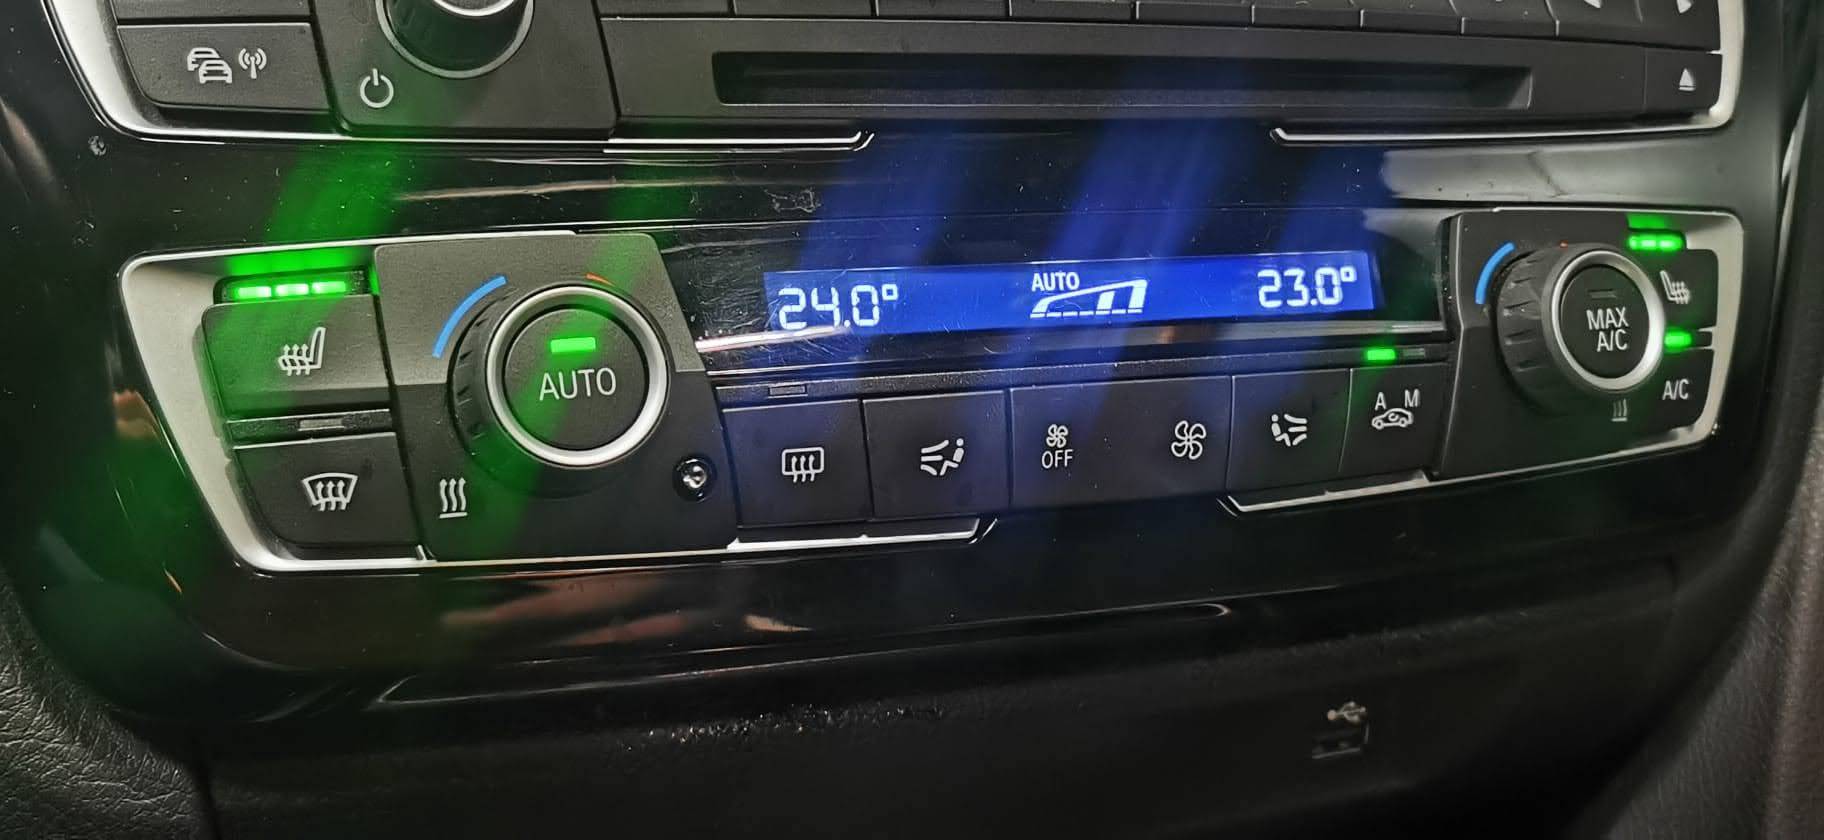 24.0°
AUTO
23.0°
AUTO
MAX
A/C
A/C
OFF
A M